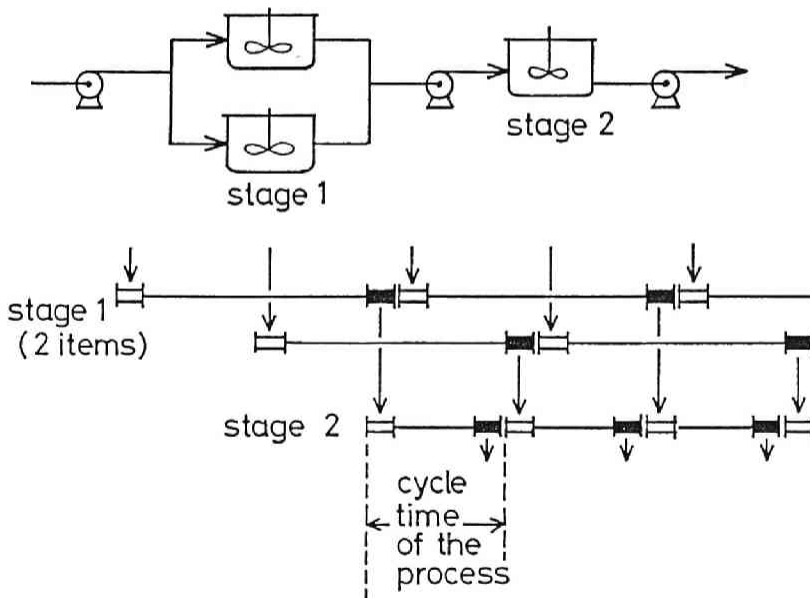 stage 2
stage 1
stage 1
(2 items)
stage 2
cycle
time
of the
process